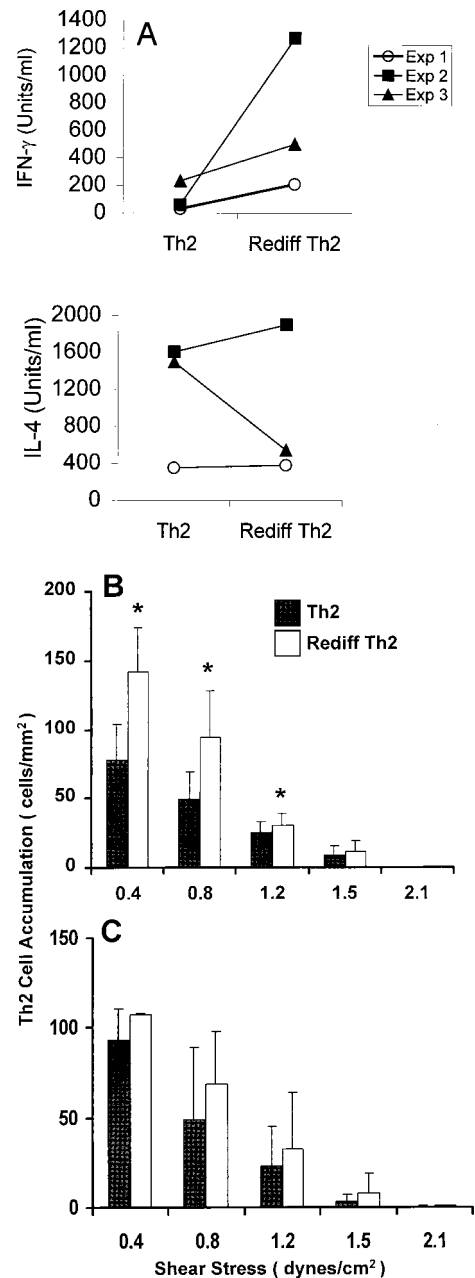 A
IFN-γ (Units/ml)
1400
1200
1000
800
600
400
200
0
Th2
Rediff Th2
Exp 1
Exp 2
Exp 3
IL-4 (Units/ml)
2000
1600
1200
800
400
0
Th2
Rediff Th2
Th2 Cell Accumulation ( cells/mm²)
B
200
150
100
50
0
*
*
*
Th2
Rediff Th2
0.4 0.8 1.2 1.5 2.1
C
150
100
50
0
0.4 0.8 1.2 1.5 2.1
Shear Stress ( dynes/cm²)